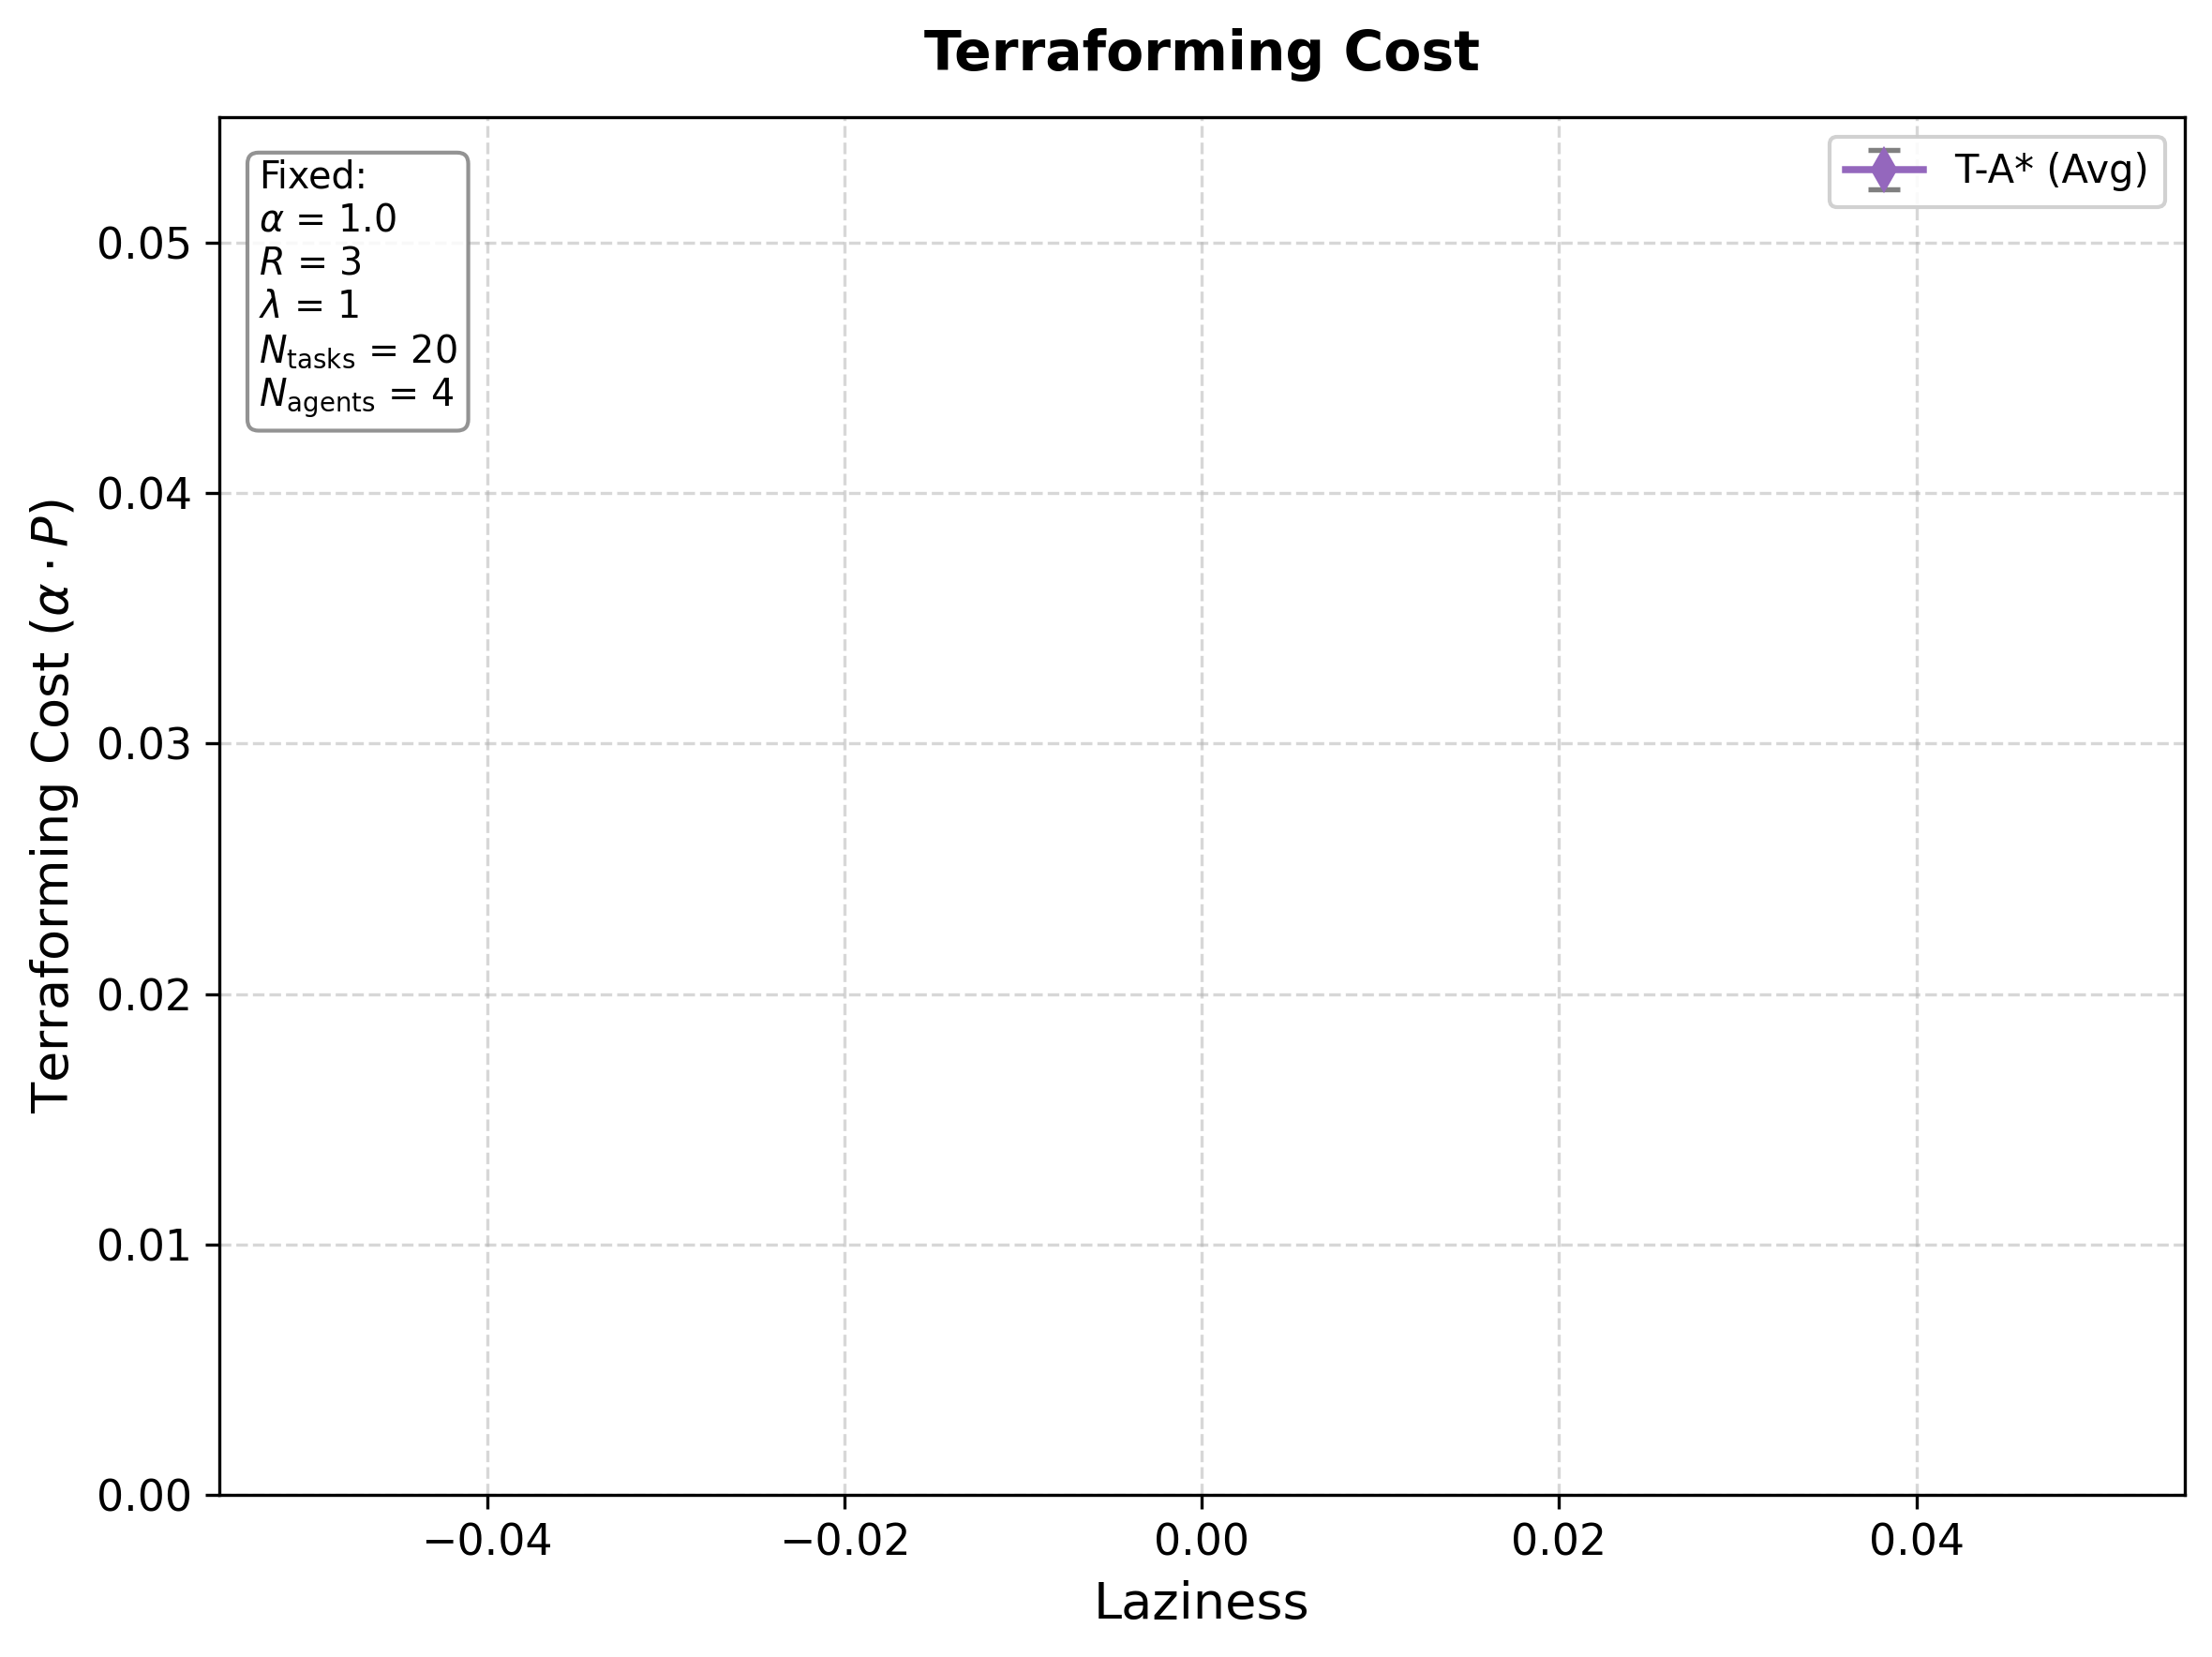 Terraforming Cost
Fixed:
α = 1.0
R = 3
λ = 1
N_tasks = 20
N_agents = 4
T-A* (Avg)
Terraforming Cost (α · P)
0.05
0.04
0.03
0.02
0.01
0.00
−0.04
−0.02
0.00
0.02
0.04
Laziness